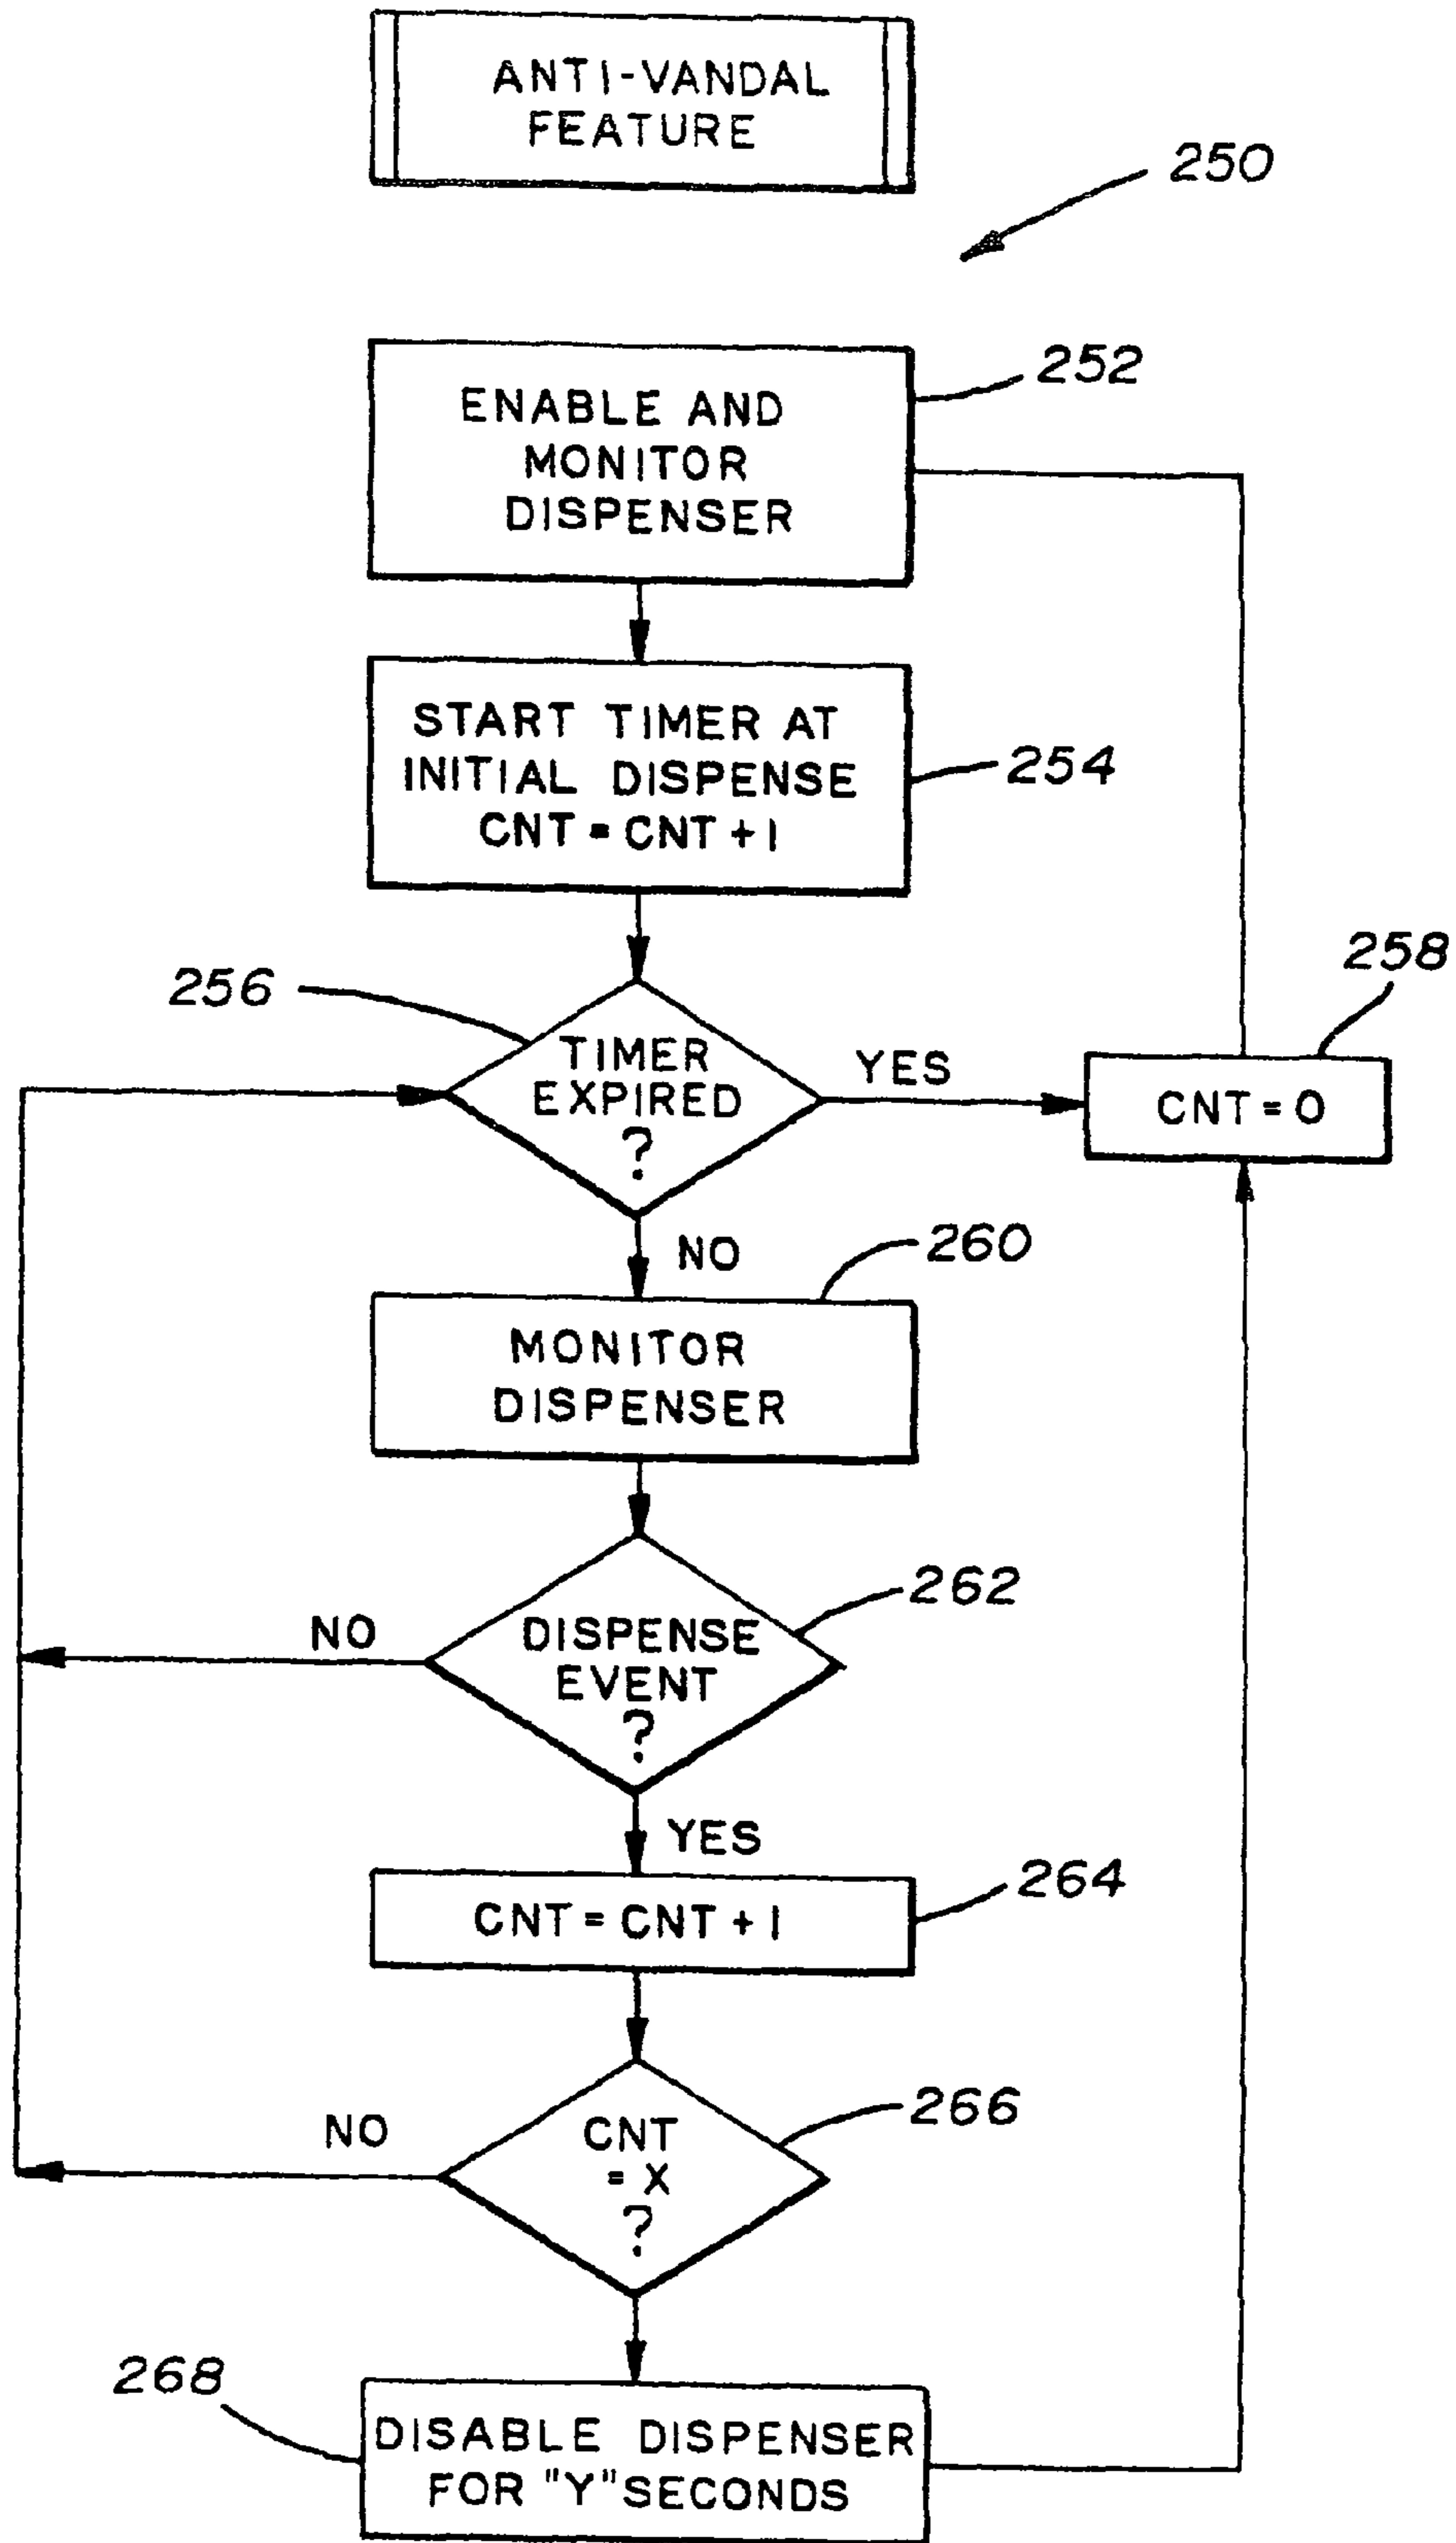 ANTI-VANDAL
FEATURE
250
252
ENABLE AND
MONITOR
DISPENSER
START TIMER AT
INITIAL DISPENSE
CNT = CNT + 1
254
256
TIMER
EXPIRED
?
YES
258
CNT = 0
NO
260
MONITOR
DISPENSER
262
NO
DISPENSE
EVENT
?
YES
264
CNT = CNT + 1
266
NO
CNT
= X
?
268
DISABLE DISPENSER
FOR "Y" SECONDS